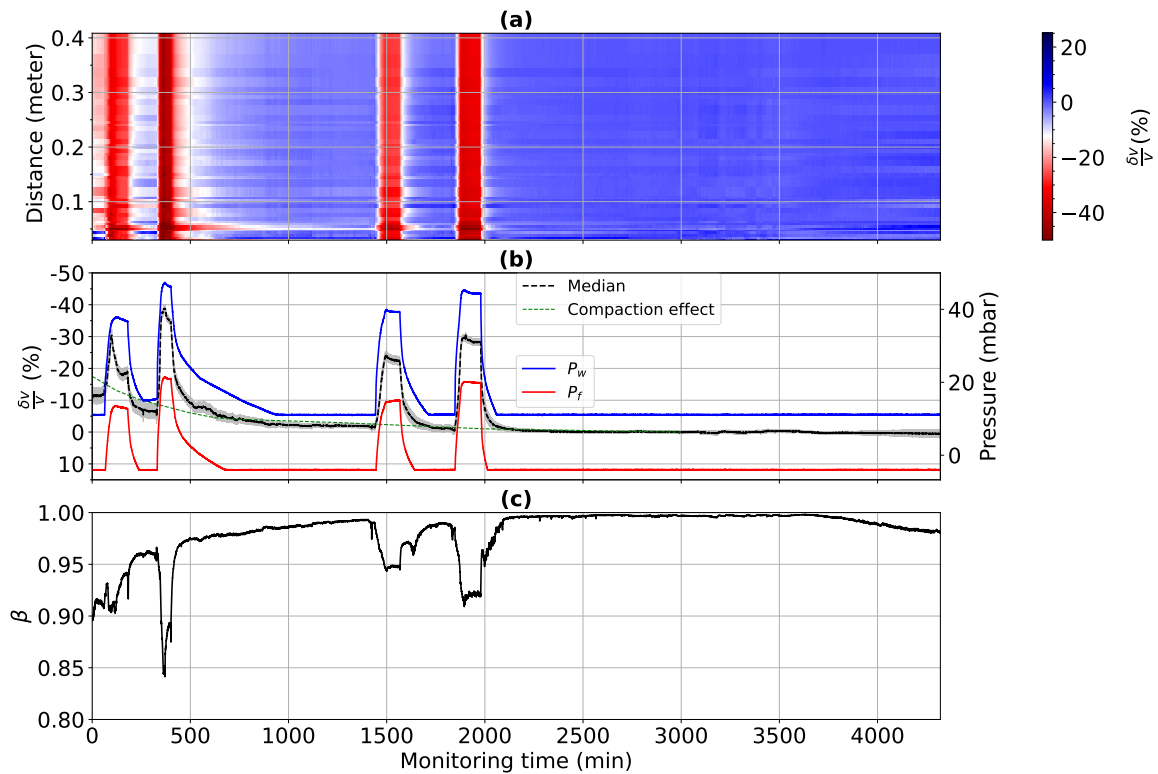 (a)
0.4
0.3
0.2
0.1
Distance (meter)
20
0
−20
−40
δv/v (%)
(b)
-50
-40
-30
-20
-10
0
10
δv/v (%)
Median
Compaction effect
P_w
P_f
40
20
0
Pressure (mbar)
(c)
1.00
0.95
0.90
0.85
0.80
β
0 500 1000 1500 2000 2500 3000 3500 4000
Monitoring time (min)